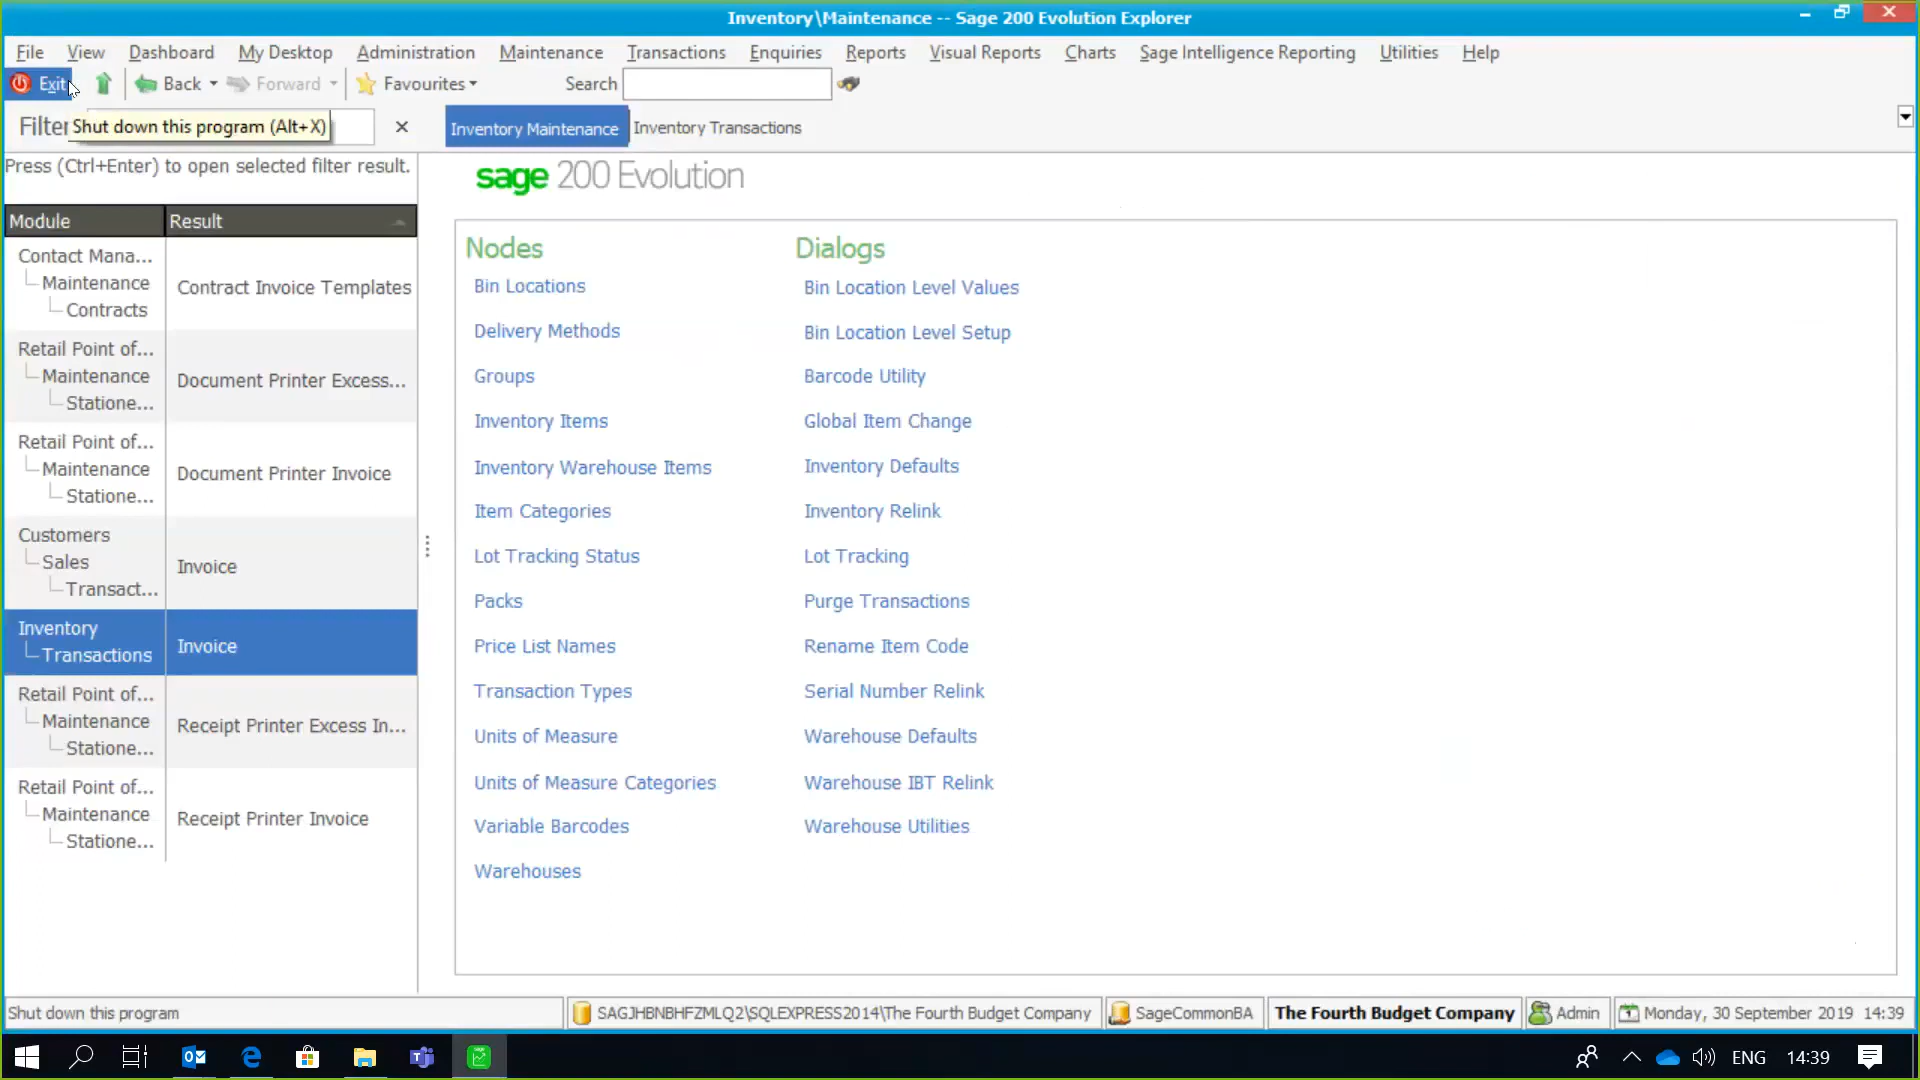 Inventory\Maintenance -- Sage 200 Evolution Explorer
File View Dashboard My Desktop Administration Maintenance Transactions Enquiries Reports Visual Reports Charts Sage Intelligence Reporting Utilities Help
Exit Back Forward Favourites Search
Filter
Shut down this program (Alt+X)
Inventory Maintenance Inventory Transactions
Press (Ctrl+Enter) to open selected filter result.
sage 200 Evolution
Module Result
Contact Mana...
Maintenance
Contracts
Contract Invoice Templates
Retail Point of...
Maintenance
Statione...
Document Printer Excess...
Retail Point of...
Maintenance
Statione...
Document Printer Invoice
Customers
Sales
Transact...
Invoice
Inventory
Transactions
Invoice
Retail Point of...
Maintenance
Statione...
Receipt Printer Excess In...
Retail Point of...
Maintenance
Statione...
Receipt Printer Invoice
Nodes
Bin Locations
Delivery Methods
Groups
Inventory Items
Inventory Warehouse Items
Item Categories
Lot Tracking Status
Packs
Price List Names
Transaction Types
Units of Measure
Units of Measure Categories
Variable Barcodes
Warehouses
Dialogs
Bin Location Level Values
Bin Location Level Setup
Barcode Utility
Global Item Change
Inventory Defaults
Inventory Relink
Lot Tracking
Purge Transactions
Rename Item Code
Serial Number Relink
Warehouse Defaults
Warehouse IBT Relink
Warehouse Utilities
Shut down this program
SAGJHBNBHFZMLQ2\SQLEXPRESS2014\The Fourth Budget Company
SageCommonBA
The Fourth Budget Company
Admin
Monday, 30 September 2019 14:39
ENG 14:39